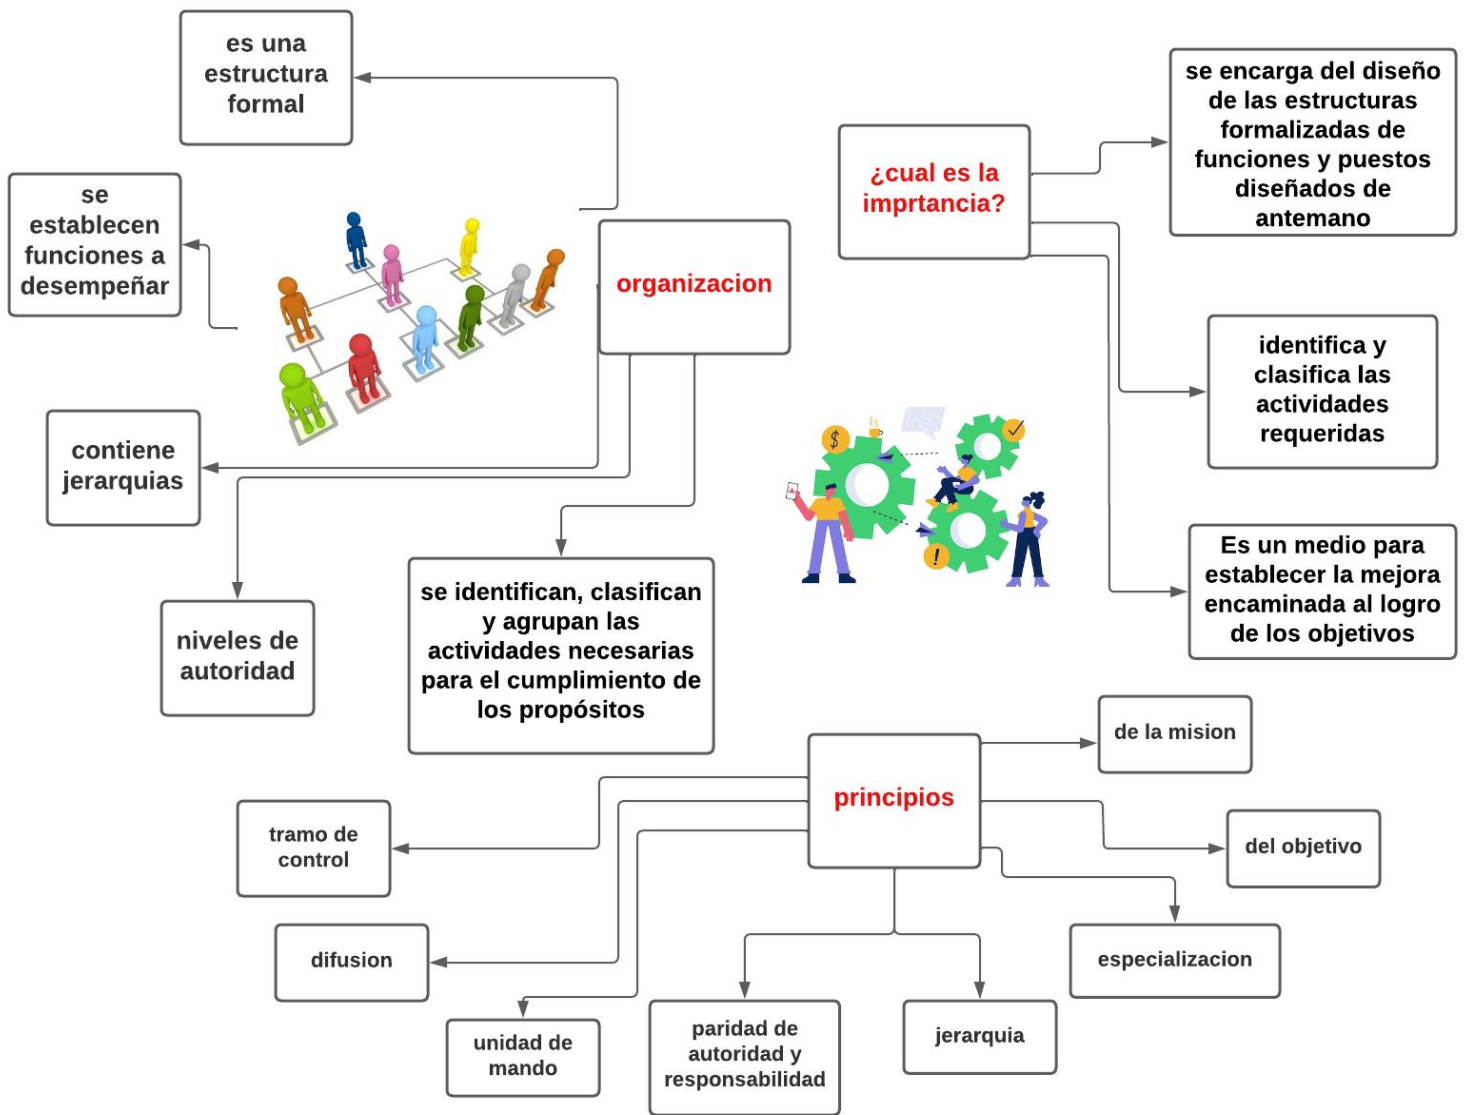 es una
estructura
formal
se
establecen
funciones a
desempeñar
contiene
jerarquias
niveles de
autoridad
organizacion
se identifican, clasifican
y agrupan las
actividades necesarias
para el cumplimiento de
los propósitos
¿cual es la
imprtancia?
se encarga del diseño
de las estructuras
formalizadas de
funciones y puestos
diseñados de
antemano
identifica y
clasifica las
actividades
requeridas
Es un medio para
establecer la mejora
encaminada al logro
de los objetivos
$
!
principios
de la mision
del objetivo
especializacion
jerarquia
paridad de
autoridad y
responsabilidad
unidad de
mando
difusion
tramo de
control